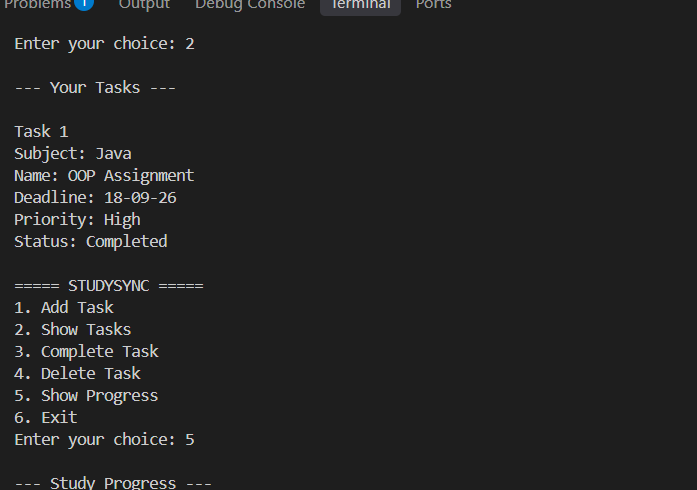 Problems 1 Output Debug Console Terminal Ports
Enter your choice: 2
--- Your Tasks ---
Task 1
Subject: Java
Name: OOP Assignment
Deadline: 18-09-26
Priority: High
Status: Completed
===== STUDYSYNC =====
1. Add Task
2. Show Tasks
3. Complete Task
4. Delete Task
5. Show Progress
6. Exit
Enter your choice: 5
--- Study Progress ---